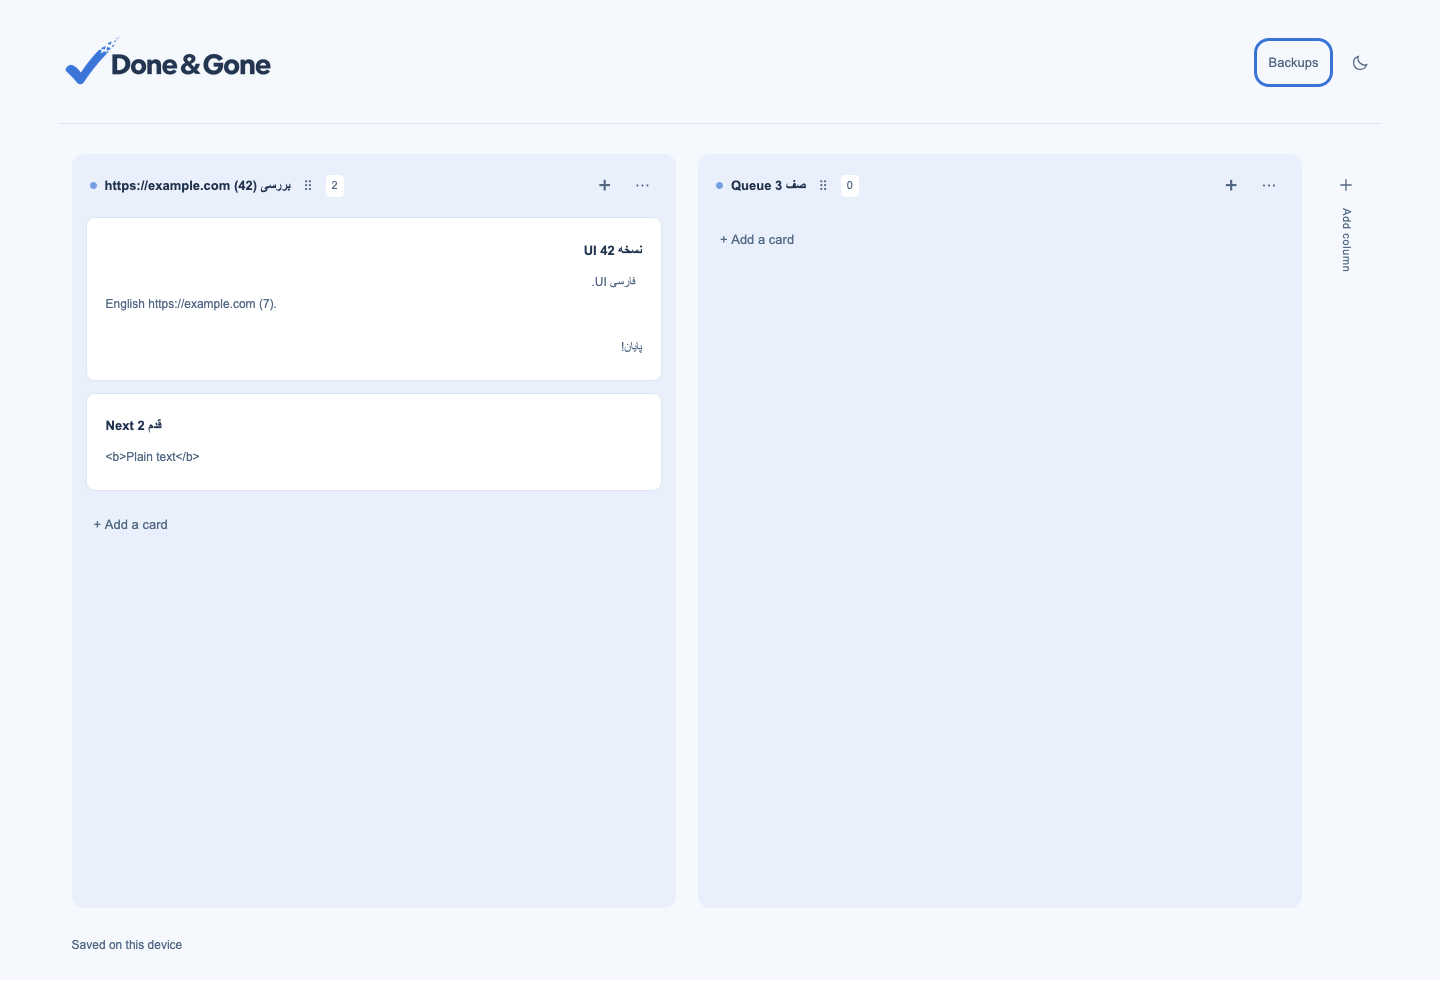 Done & Gone
Backups
بررسی https://example.com (42)
2
+
...
نسخه 42 UI
فارسی UI.
English https://example.com (7).
پایان!
Next 2 قدم
<b>Plain text</b>
+ Add a card
Queue 3 صف
0
+
...
+ Add a card
+
Add column
Saved on this device